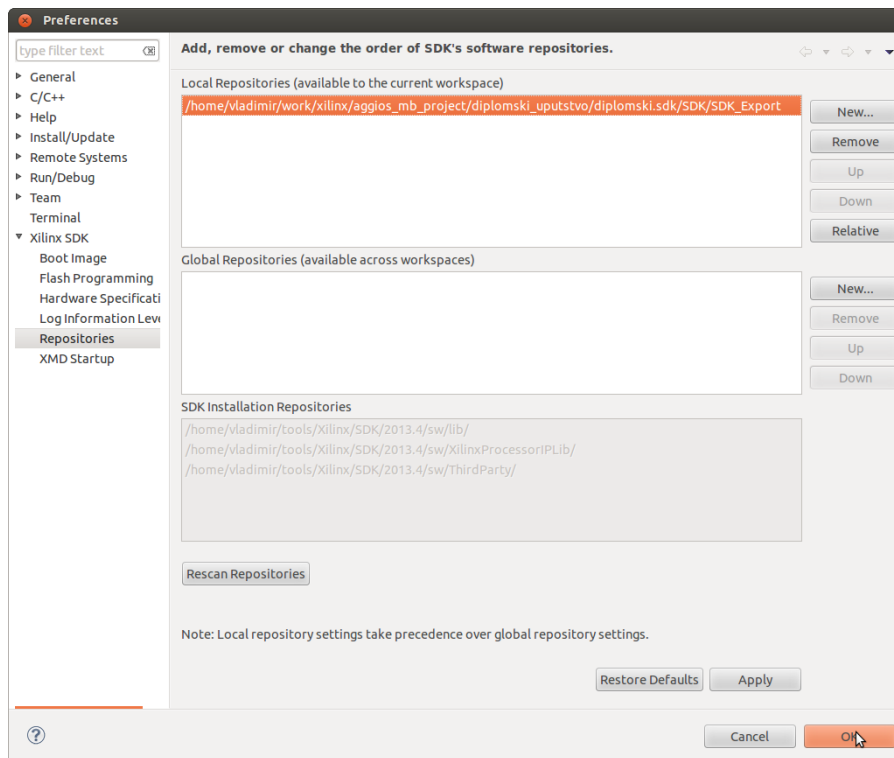 Preferences
type filter text
General
C/C++
Help
Install/Update
Remote Systems
Run/Debug
Team
Terminal
Xilinx SDK
Boot Image
Flash Programming
Hardware Specificati
Log Information Leve
Repositories
XMD Startup
Add, remove or change the order of SDK's software repositories.
Local Repositories (available to the current workspace)
/home/vladimir/work/xilinx/aggios_mb_project/diplomski_uputstvo/diplomski.sdk/SDK/SDK_Export
New...
Remove
Up
Down
Relative
Global Repositories (available across workspaces)
New...
Remove
Up
Down
SDK Installation Repositories
/home/vladimir/tools/Xilinx/SDK/2013.4/sw/lib/
/home/vladimir/tools/Xilinx/SDK/2013.4/sw/XilinxProcessorIPLib/
/home/vladimir/tools/Xilinx/SDK/2013.4/sw/ThirdParty/
Rescan Repositories
Note: Local repository settings take precedence over global repository settings.
Restore Defaults
Apply
?
Cancel
OK